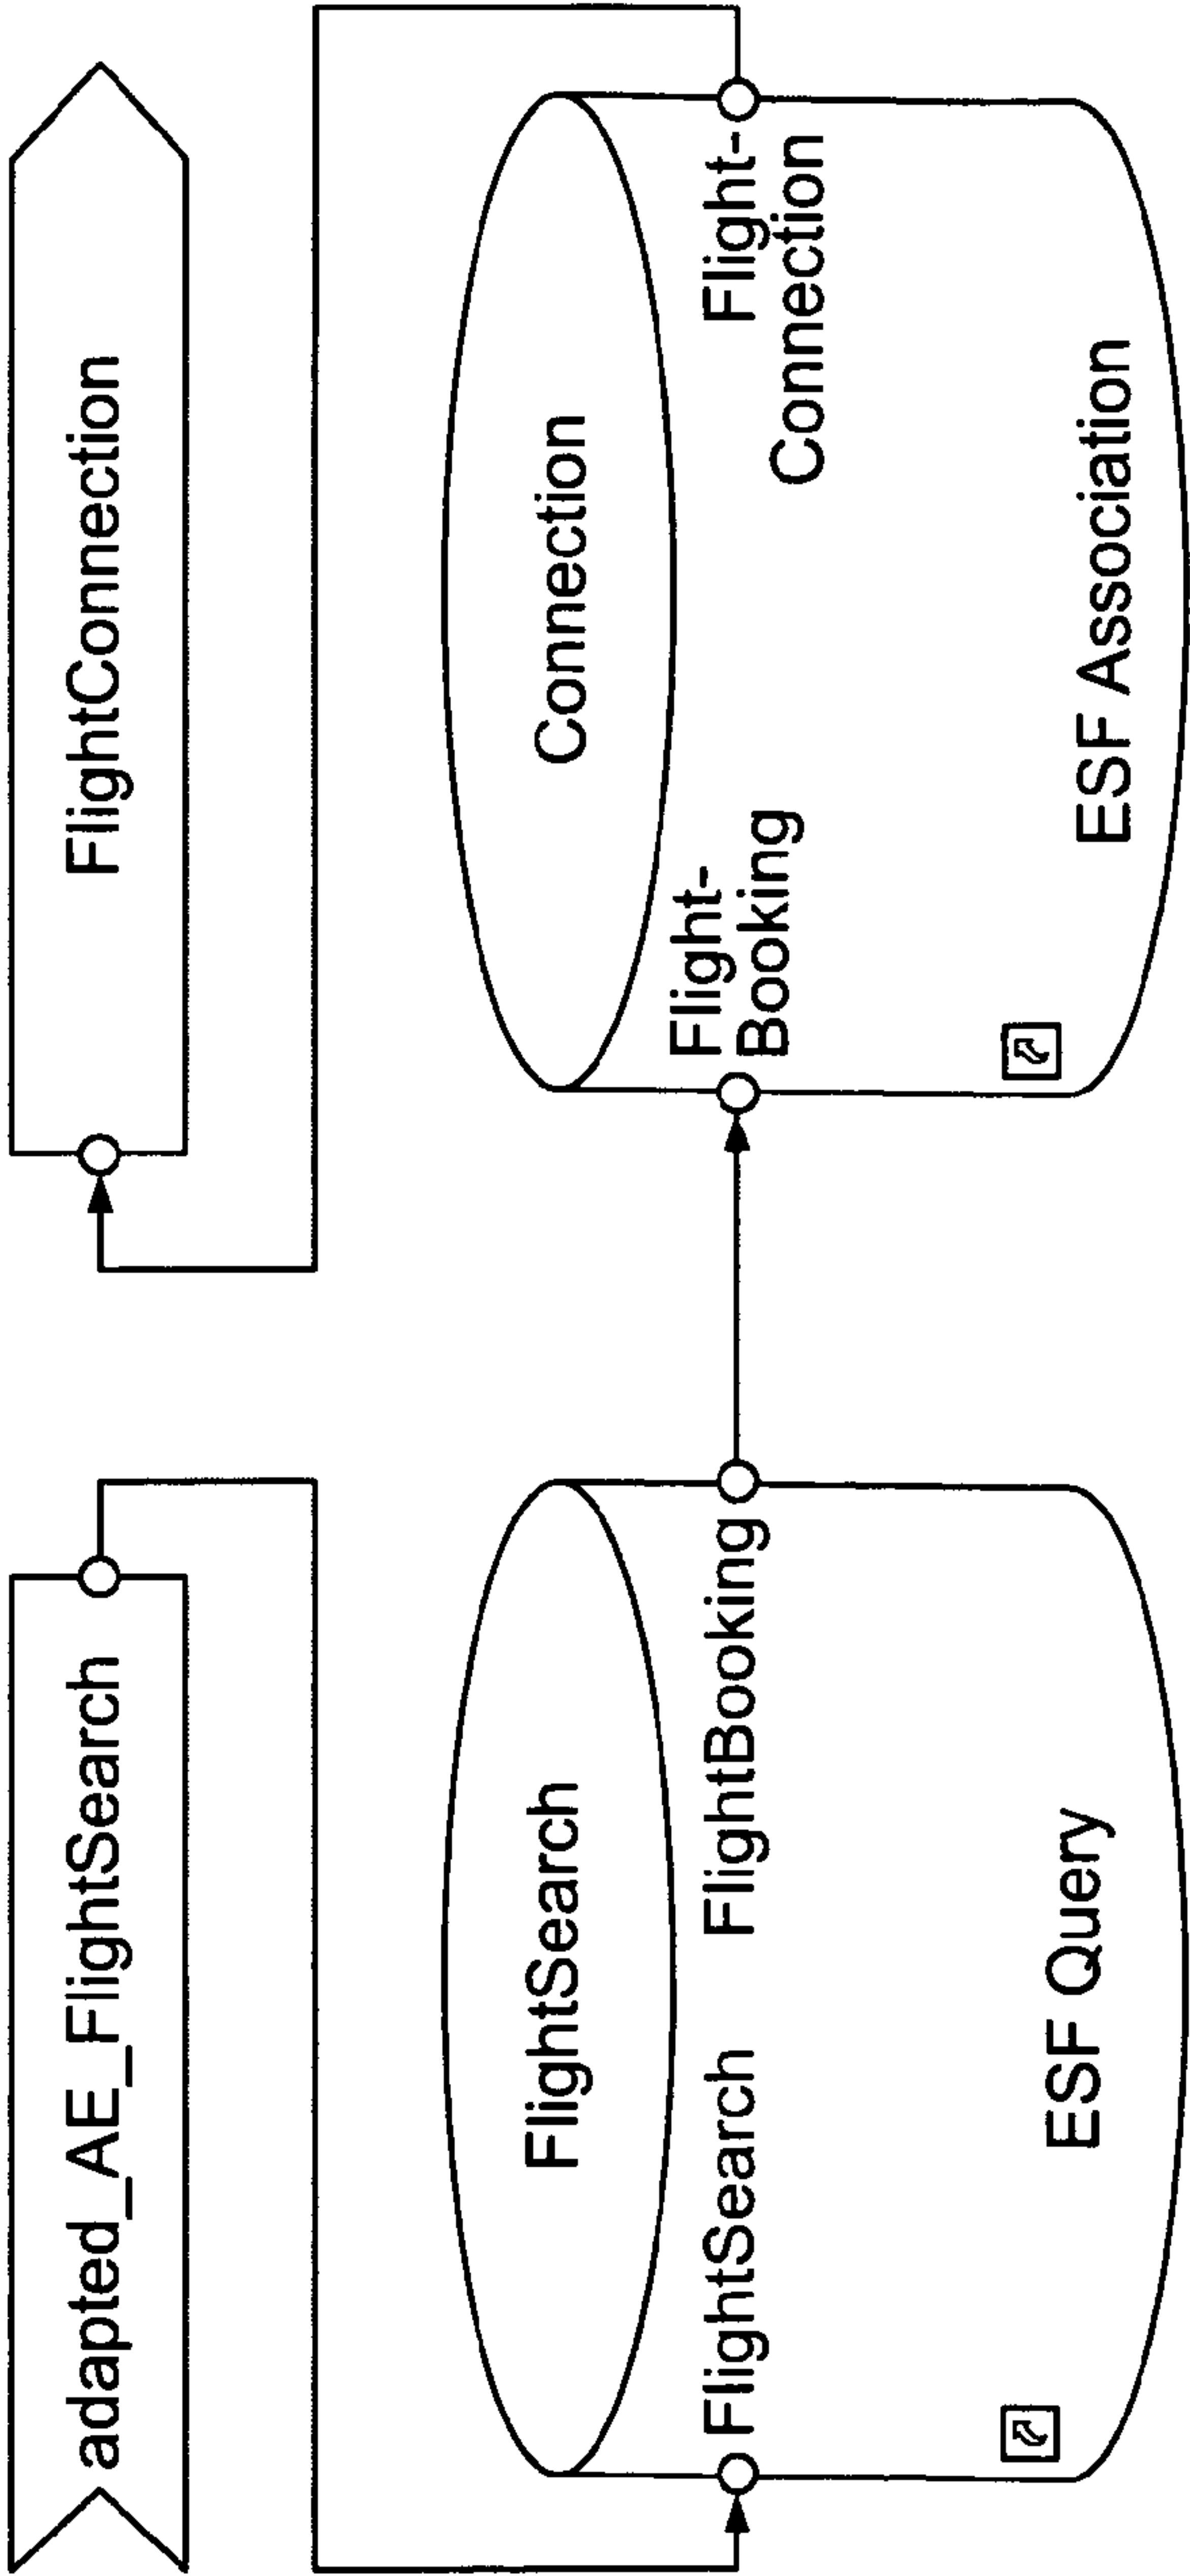 adapted_AE_FlightSearch
FlightConnection
FlightSearch
FlightSearch
FlightBooking
ESF Query
Connection
Flight-
Booking
Flight-
Connection
ESF Association